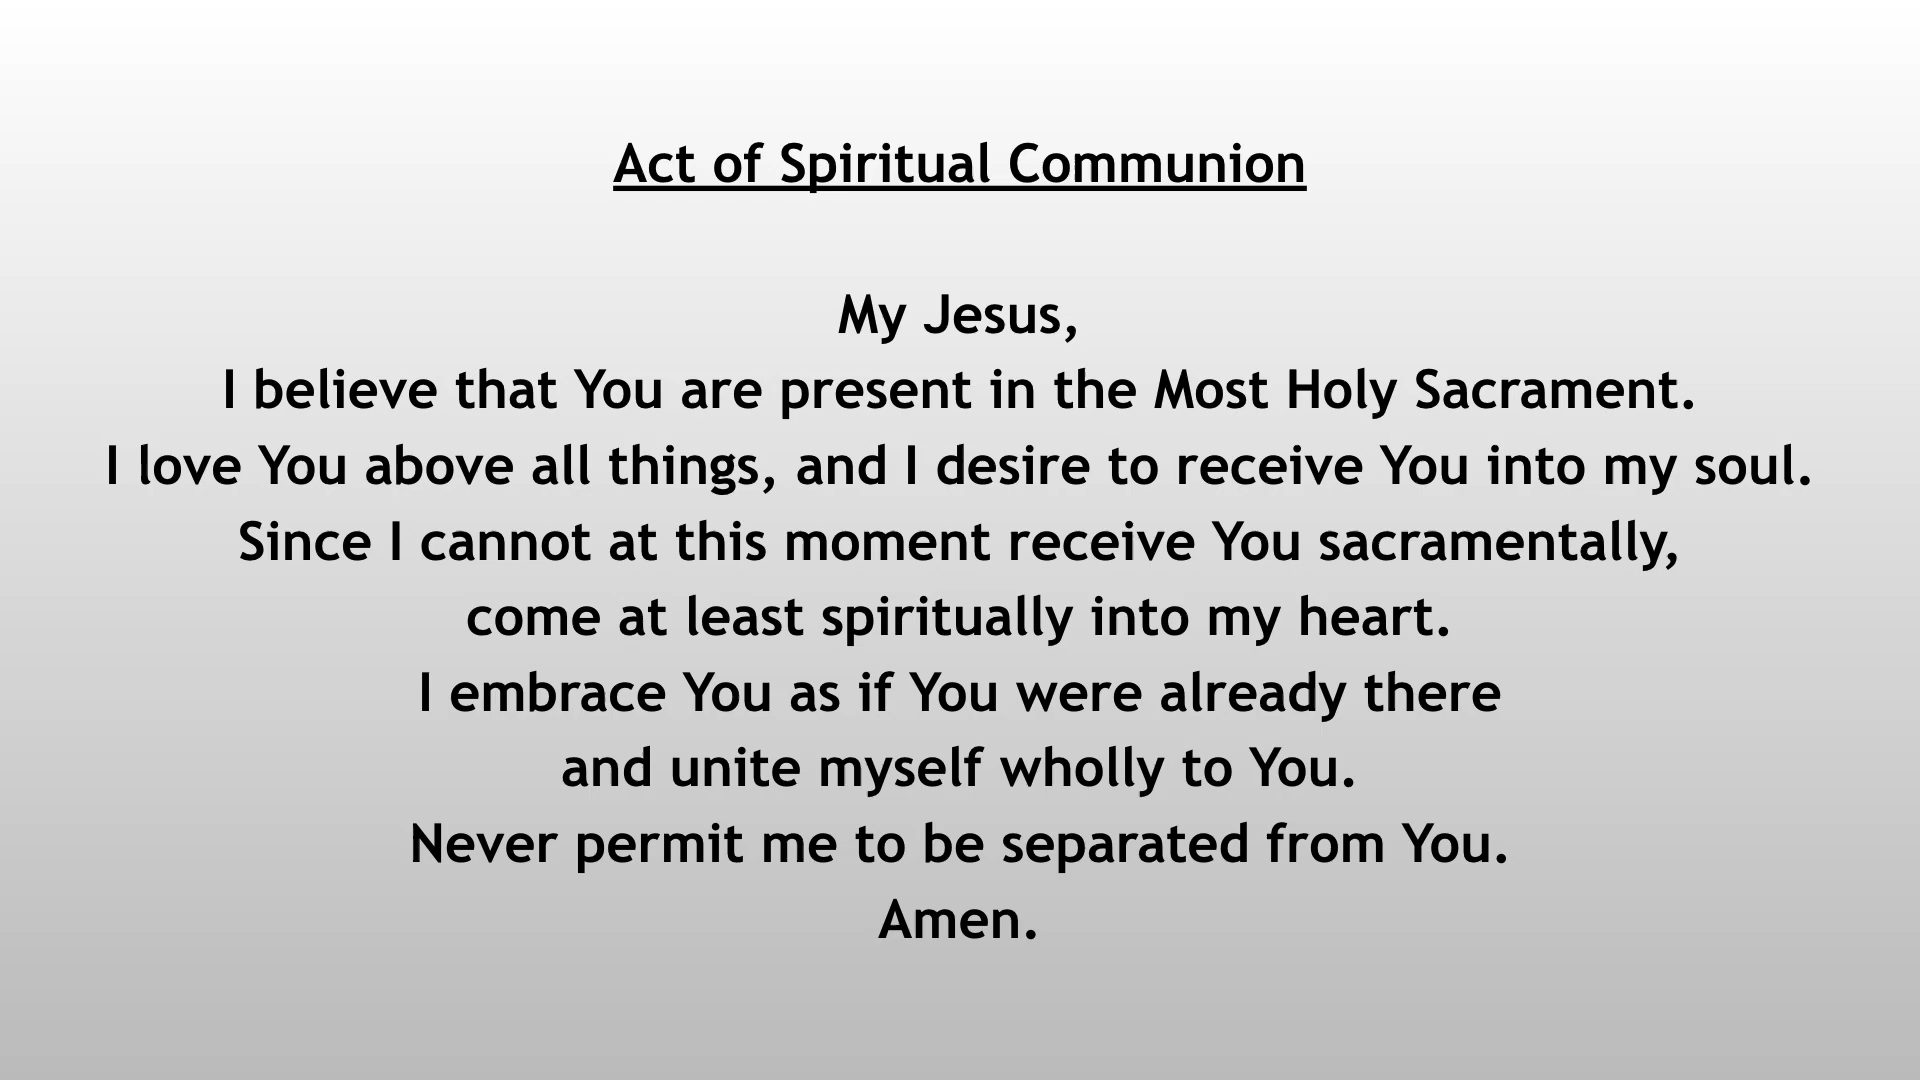 Act of Spiritual Communion
My Jesus,
I believe that You are present in the Most Holy Sacrament.
I love You above all things, and I desire to receive You into my soul.
Since I cannot at this moment receive You sacramentally,
come at least spiritually into my heart.
I embrace You as if You were already there
and unite myself wholly to You.
Never permit me to be separated from You.
Amen.